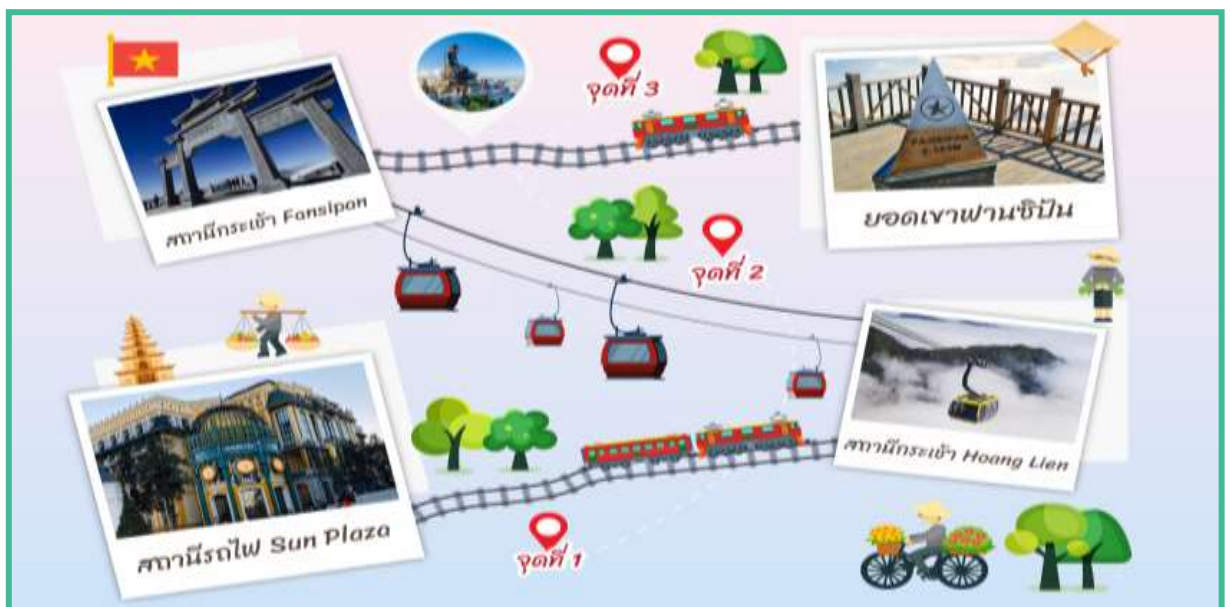 จุดที่ 3
สถานีกระเช้า Fansipan
FANSIPAN
ยอดเขาฟานซิปัน
จุดที่ 2
สถานีกระเช้า Hoang Lien
สถานีรถไฟ Sun Plaza
จุดที่ 1